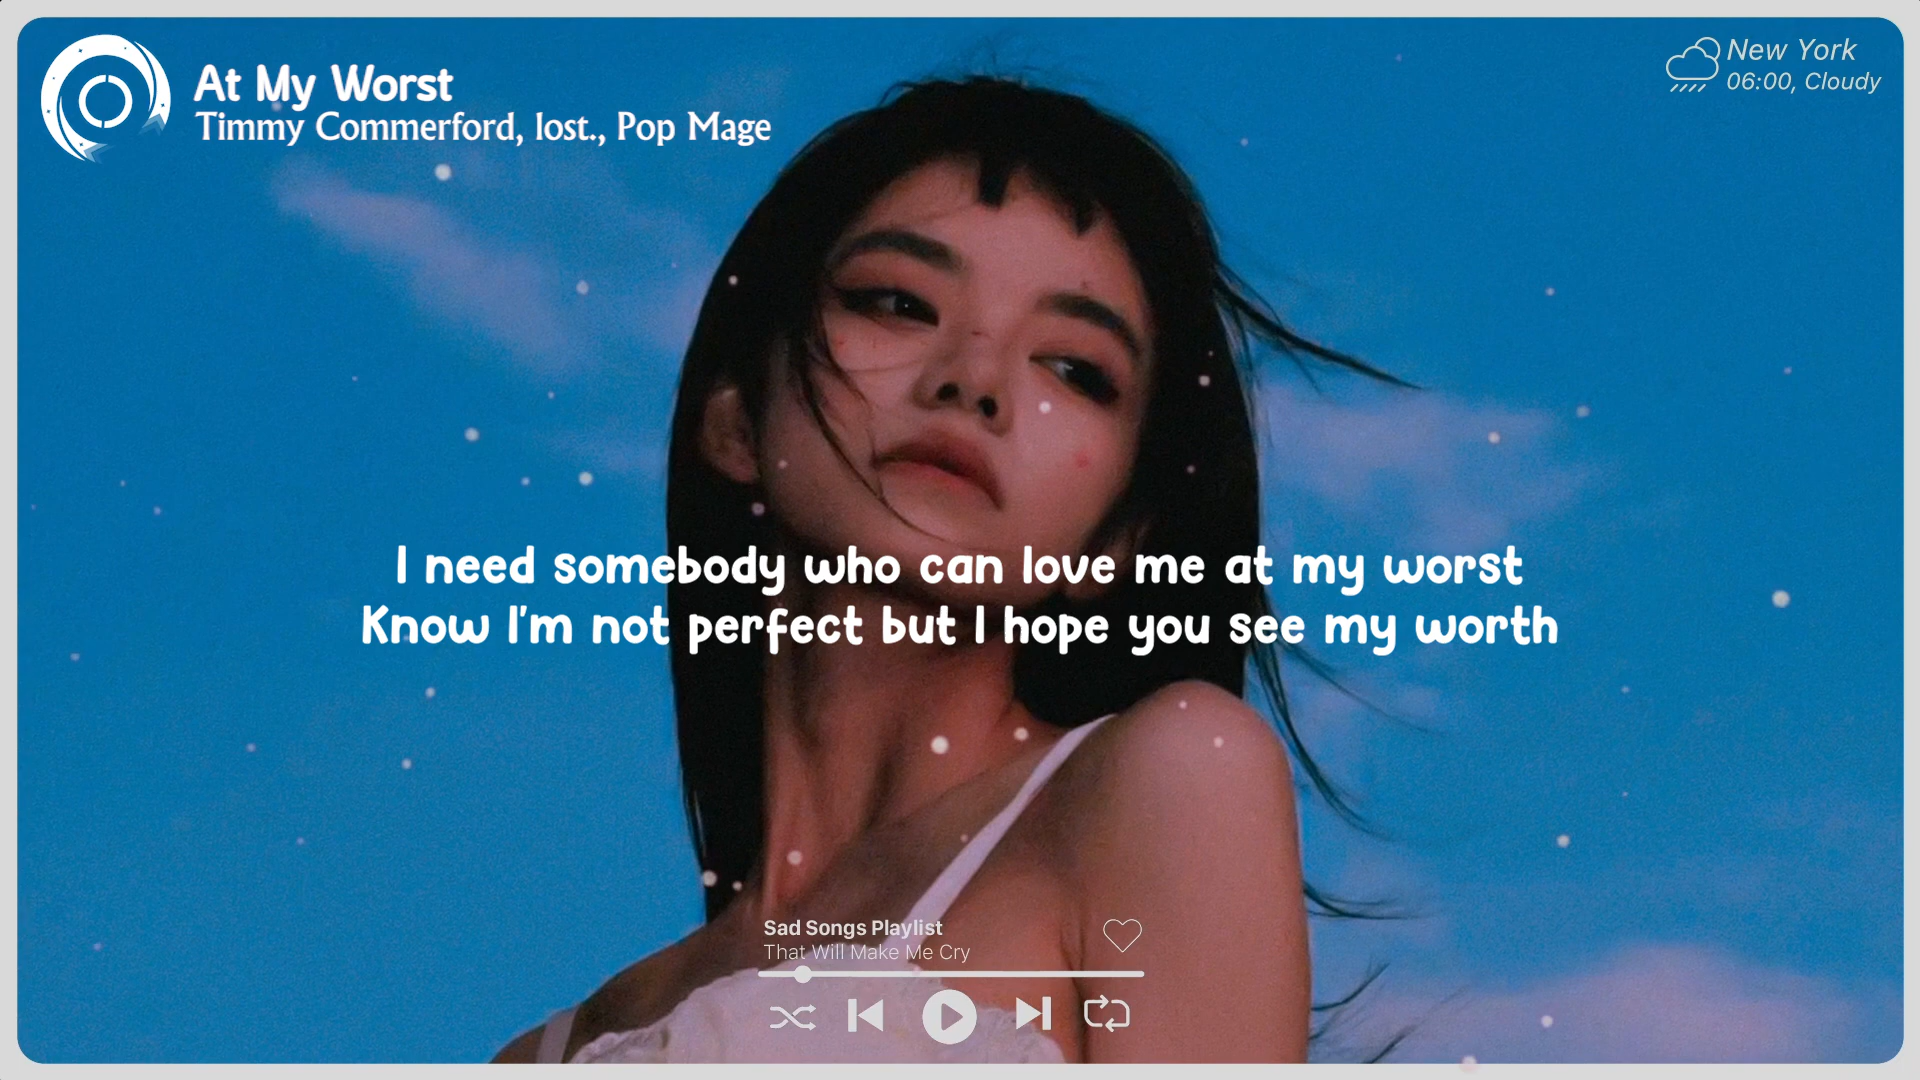 At My Worst
Timmy Commerford, lost., Pop Mage
New York
06:00, Cloudy
I need somebody who can love me at my worst
Know I'm not perfect but I hope you see my worth
Sad Songs Playlist
That Will Make Me Cry